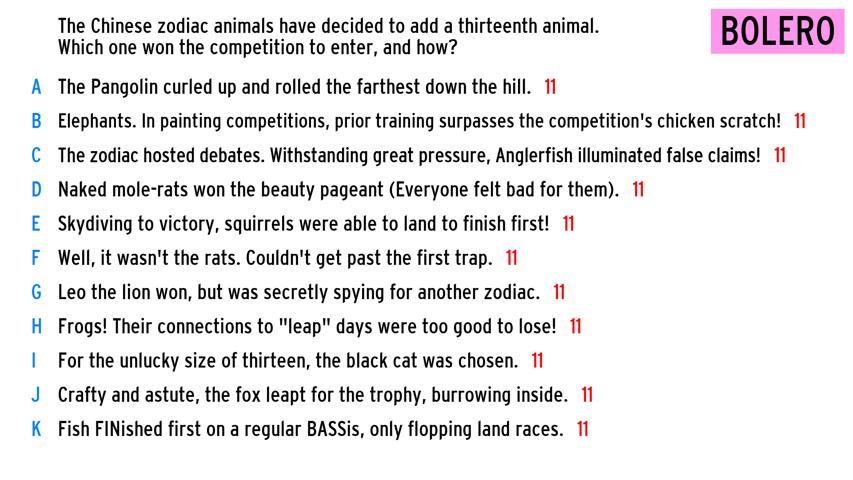 The Chinese zodiac animals have decided to add a thirteenth animal.
Which one won the competition to enter, and how?
BOLERO
A The Pangolin curled up and rolled the farthest down the hill. 11
B Elephants. In painting competitions, prior training surpasses the competition's chicken scratch! 11
C The zodiac hosted debates. Withstanding great pressure, Anglerfish illuminated false claims! 11
D Naked mole-rats won the beauty pageant (Everyone felt bad for them). 11
E Skydiving to victory, squirrels were able to land to finish first! 11
F Well, it wasn't the rats. Couldn't get past the first trap. 11
G Leo the lion won, but was secretly spying for another zodiac. 11
H Frogs! Their connections to "leap" days were too good to lose! 11
I For the unlucky size of thirteen, the black cat was chosen. 11
J Crafty and astute, the fox leapt for the trophy, burrowing inside. 11
K Fish FINished first on a regular BASSis, only flopping land races. 11